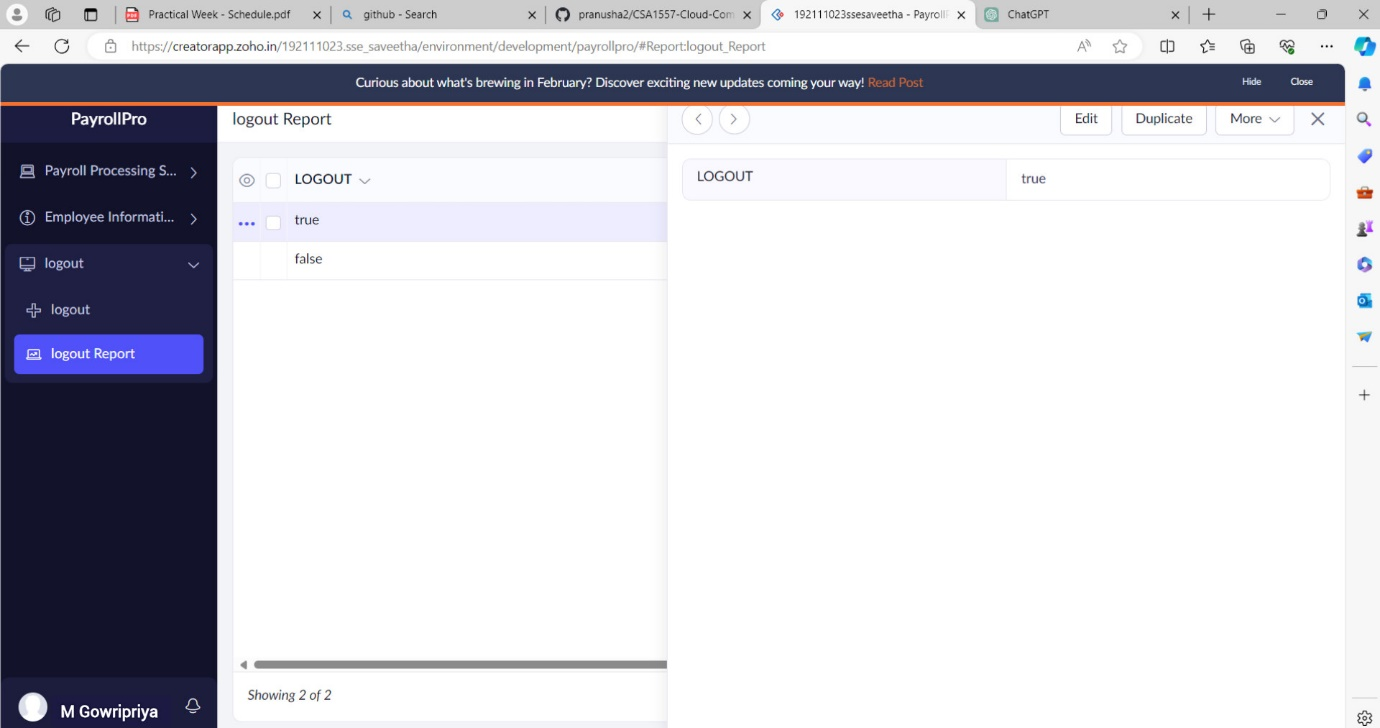 Practical Week - Schedule.pdf
github - Search
pranusha2/CSA1557-Cloud-Com
192111023ssesaveetha - Payroll
ChatGPT
https://creatorapp.zoho.in/192111023.sse_saveetha/environment/development/payrollpro/#Report:logout_Report
Curious about what's brewing in February? Discover exciting new updates coming your way! Read Post
Hide
Close
PayrollPro
logout Report
Edit
Duplicate
More
Payroll Processing S...
Employee Informati...
logout
logout
logout Report
LOGOUT
true
false
LOGOUT
true
Showing 2 of 2
M Gowripriya